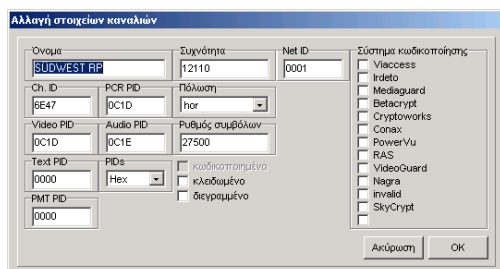 Αλλαγή στοιχείων καναλιών
Όνομα
SÜDWEST RP
Συχνότητα
12110
Net ID
0001
Ch. ID
6E47
PCR PID
0C1D
Πόλωση
hor
Video PID
0C1D
Audio PID
0C1E
Ρυθμός συμβόλων
27500
Text PID
0000
PIDs
Hex
κωδικοποιημένο
κλειδωμένο
διεγραμμένο
PMT PID
0000
Σύστημα κωδικοποίησης
Viaccess
Irdeto
Mediaguard
Betacrypt
Cryptoworks
Conax
PowerVu
RAS
VideoGuard
Nagra
invalid
SkyCrypt
Ακύρωση
OK